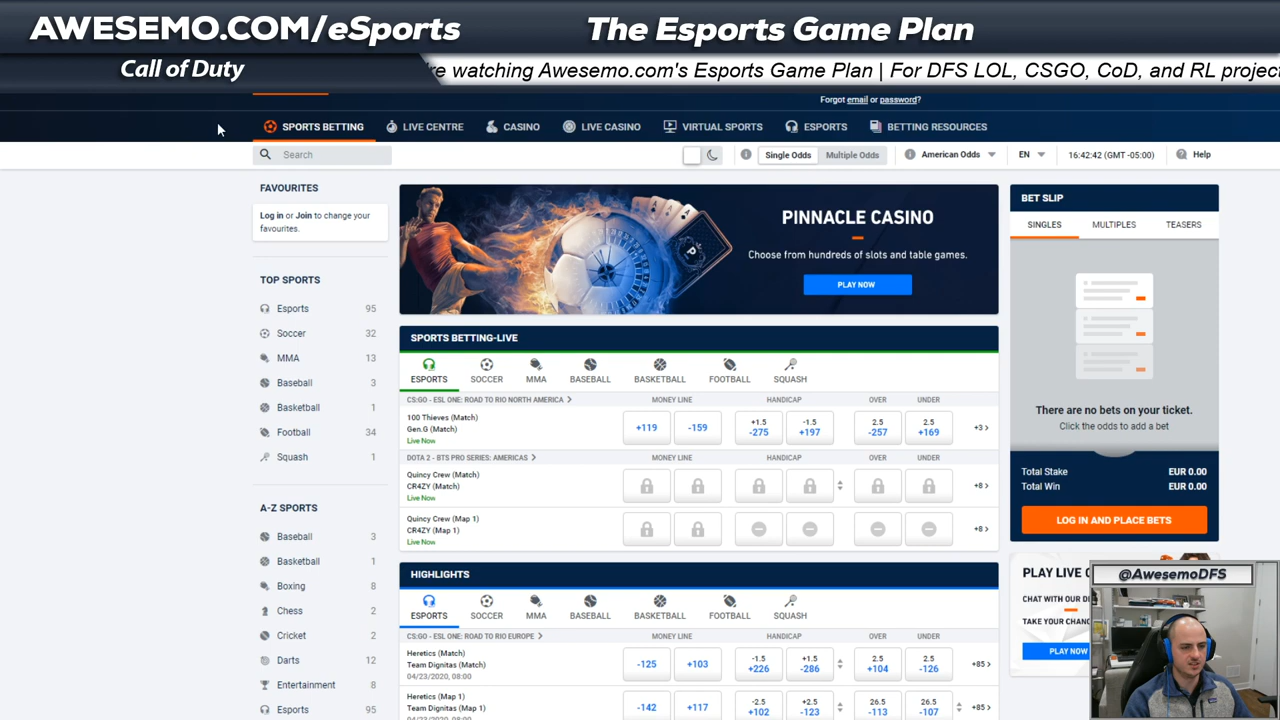 AWESEMO.COM/eSports
The Esports Game Plan
Call of Duty
're watching Awesemo.com's Esports Game Plan | For DFS LOL, CSGO, CoD, and RL project
Forgot email or password?
SPORTS BETTING LIVE CENTRE CASINO LIVE CASINO VIRTUAL SPORTS ESPORTS BETTING RESOURCES
Search Single Odds Multiple Odds American Odds EN 16:42:42 (GMT -05:00) Help
FAVOURITES
Log in or Join to change your
favourites.
TOP SPORTS
Esports 95
Soccer 32
MMA 13
Baseball 3
Basketball 1
Football 34
Squash 1
A-Z SPORTS
Baseball 3
Basketball 1
Boxing 8
Chess 2
Cricket 2
Darts 12
Entertainment 8
Esports 95
PINNACLE CASINO
Choose from hundreds of slots and table games.
PLAY NOW
SPORTS BETTING-LIVE
ESPORTS SOCCER MMA BASEBALL BASKETBALL FOOTBALL SQUASH
CS:GO - ESL ONE: ROAD TO RIO NORTH AMERICA > MONEY LINE HANDICAP OVER UNDER
100 Thieves (Match) +1.5 -1.5 2.5 2.5
Gen.G (Match) +119 -159 -275 +197 -257 +169 +3>
Live Now
DOTA 2 - BTS PRO SERIES: AMERICAS > MONEY LINE HANDICAP OVER UNDER
Quincy Crew (Match)
CR4ZY (Match) +8>
Live Now
Quincy Crew (Map 1)
CR4ZY (Map 1) +8>
Live Now
HIGHLIGHTS
ESPORTS SOCCER MMA BASEBALL BASKETBALL FOOTBALL SQUASH
CS:GO - ESL ONE: ROAD TO RIO EUROPE > MONEY LINE HANDICAP OVER UNDER
Heretics (Match) -1.5 +1.5 2.5 2.5
Team Dignitas (Match) -125 +103 +226 -286 +104 -126 +85>
04/23/2020, 08:00
Heretics (Map 1) -2.5 +2.5 26.5 26.5
Team Dignitas (Map 1) -142 +117 +102 -123 -113 -107 +85>
04/23/2020, 08:00
BET SLIP
SINGLES MULTIPLES TEASERS
There are no bets on your ticket.
Click the odds to add a bet
Total Stake EUR 0.00
Total Win EUR 0.00
LOG IN AND PLACE BETS
PLAY LIVE
CHAT WITH OUR
TAKE YOUR
PLAY NOW
@AwesemoDFS